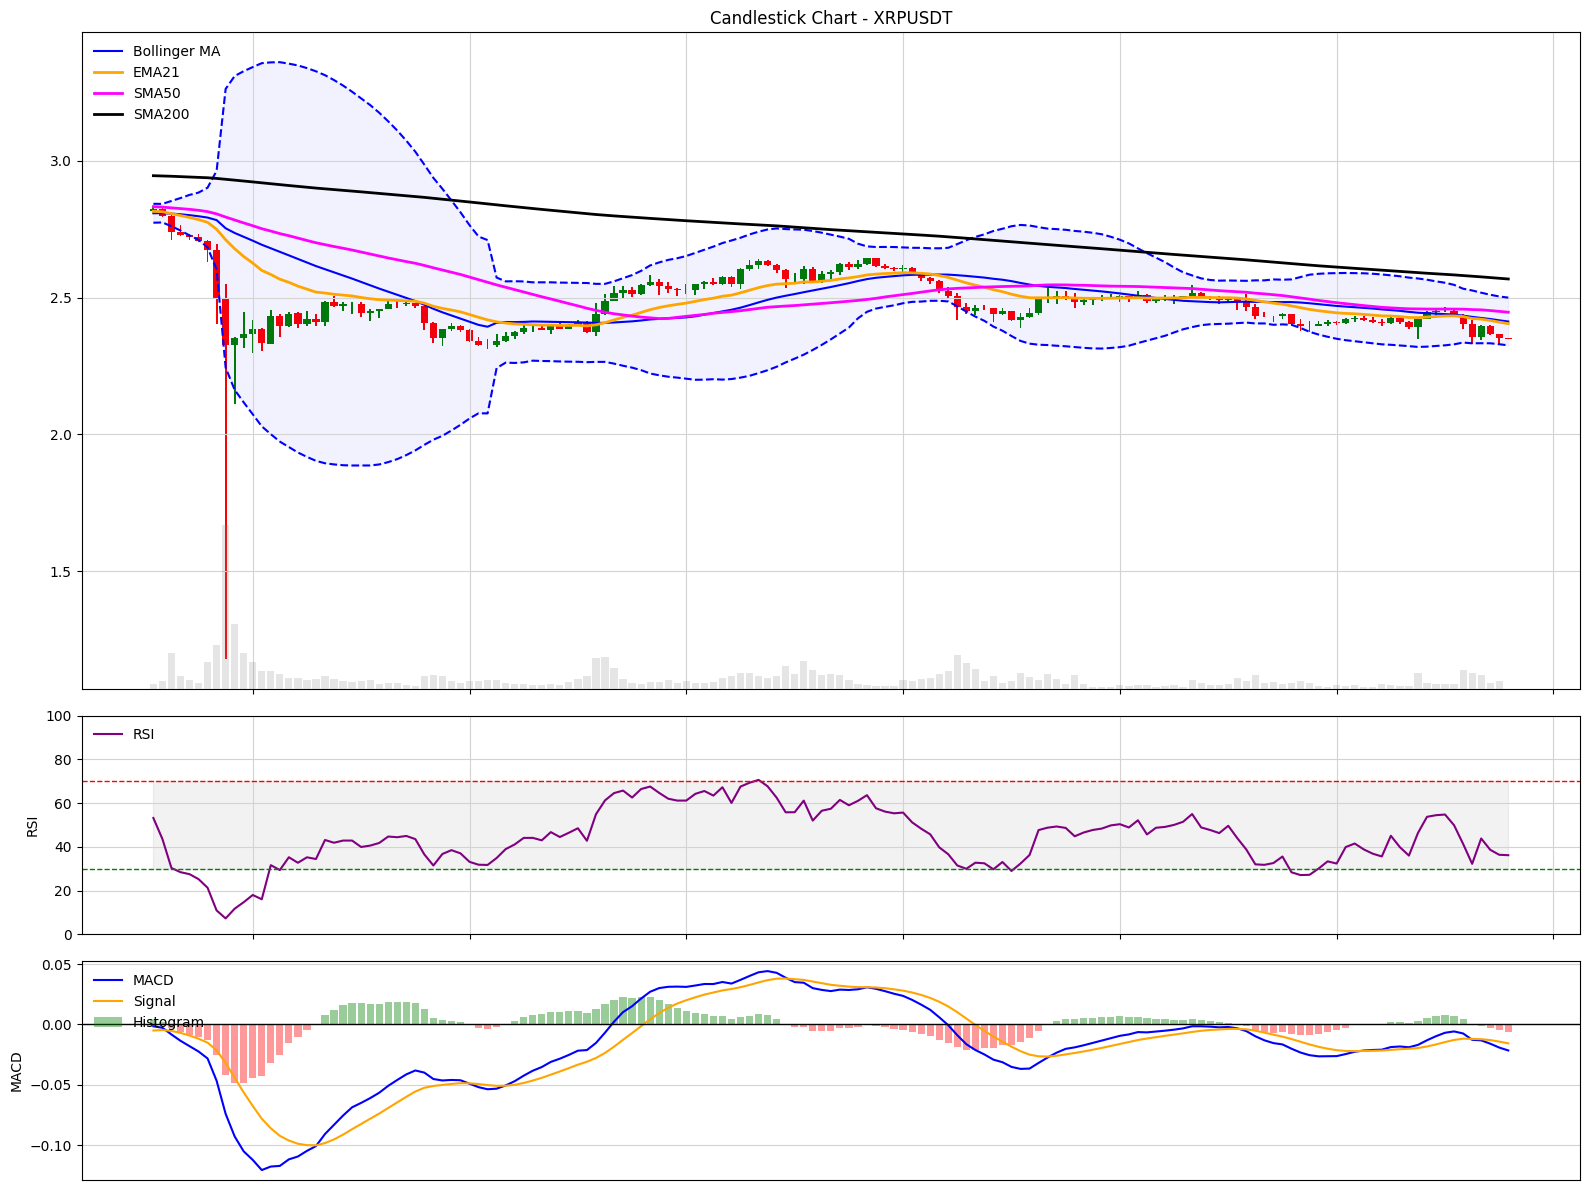 Candlestick Chart - XRPUSDT
Bollinger MA
EMA21
SMA50
SMA200
3.0
2.5
2.0
1.5
RSI
100
80
60
40
20
0
RSI
MACD
Signal
Histogram
0.05
0.00
−0.05
−0.10
MACD